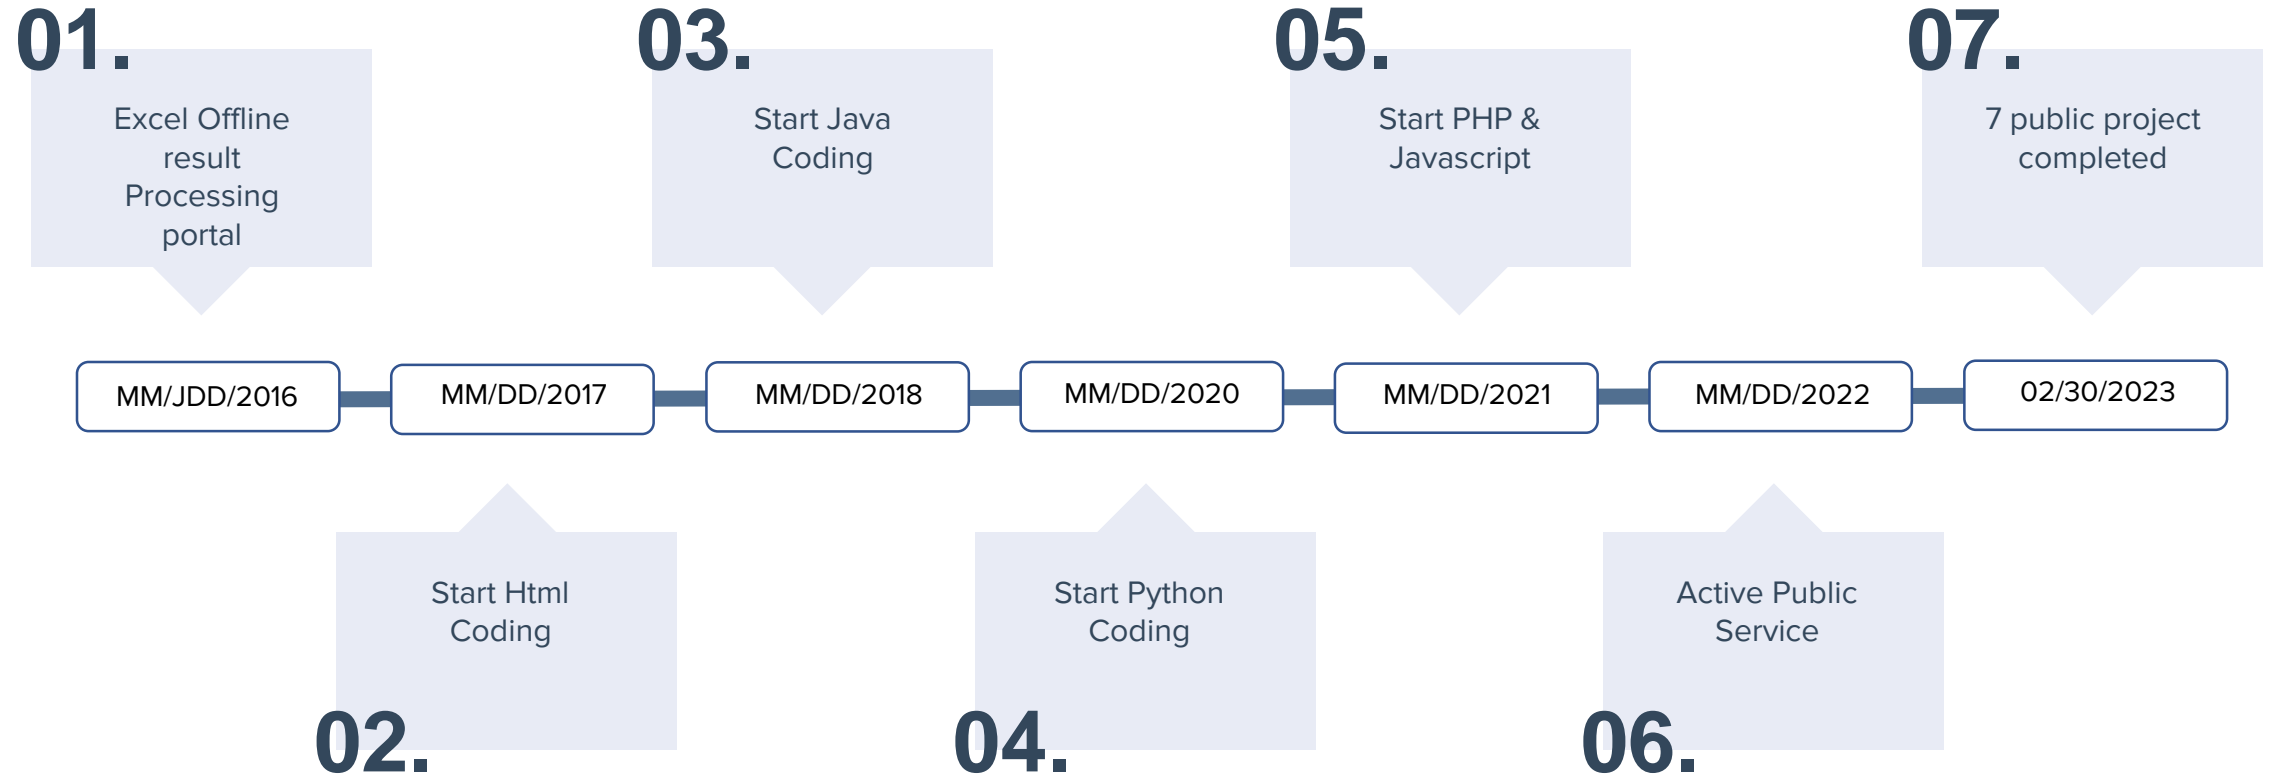 01.
Excel Offline
result
Processing
portal
03.
Start Java
Coding
05.
Start PHP &
Javascript
07.
7 public project
completed
MM/JDD/2016
MM/DD/2017
MM/DD/2018
MM/DD/2020
MM/DD/2021
MM/DD/2022
02/30/2023
Start Html
Coding
02.
Start Python
Coding
04.
Active Public
Service
06.